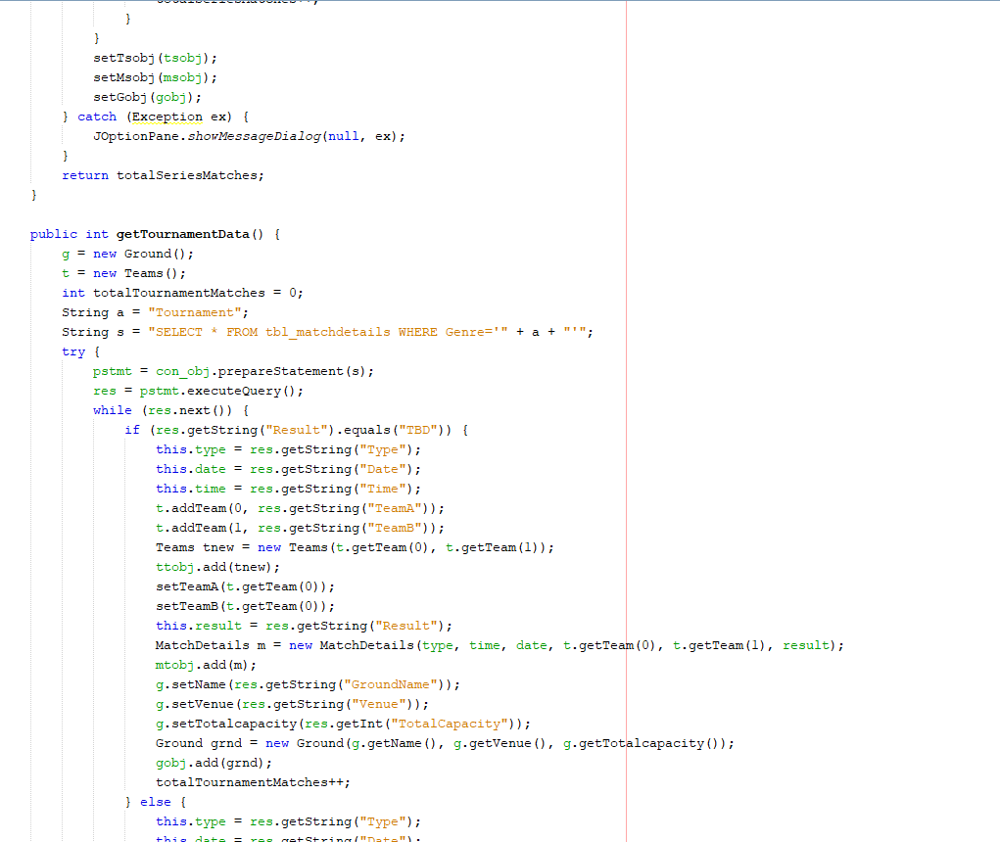 totalSeriesMatches++;
}
}
setTsobj(tsobj);
setMsobj(msobj);
setGobj(gobj);
} catch (Exception ex) {
JOptionPane.showMessageDialog(null, ex);
}
return totalSeriesMatches;
}
public int getTournamentData() {
g = new Ground();
t = new Teams();
int totalTournamentMatches = 0;
String a = "Tournament";
String s = "SELECT * FROM tbl_matchdetails WHERE Genre='" + a + "'";
try {
pstmt = con_obj.prepareStatement(s);
res = pstmt.executeQuery();
while (res.next()) {
if (res.getString("Result").equals("TBD")) {
this.type = res.getString("Type");
this.date = res.getString("Date");
this.time = res.getString("Time");
t.addTeam(0, res.getString("TeamA"));
t.addTeam(1, res.getString("TeamB"));
Teams tnew = new Teams(t.getTeam(0), t.getTeam(1));
ttobj.add(tnew);
setTeamA(t.getTeam(0));
setTeamB(t.getTeam(0));
this.result = res.getString("Result");
MatchDetails m = new MatchDetails(type, time, date, t.getTeam(0), t.getTeam(1), result);
mtobj.add(m);
g.setName(res.getString("GroundName"));
g.setVenue(res.getString("Venue"));
g.setTotalcapacity(res.getInt("TotalCapacity"));
Ground grnd = new Ground(g.getName(), g.getVenue(), g.getTotalcapacity());
gobj.add(grnd);
totalTournamentMatches++;
} else {
this.type = res.getString("Type");
this.date = res.getString("Date");